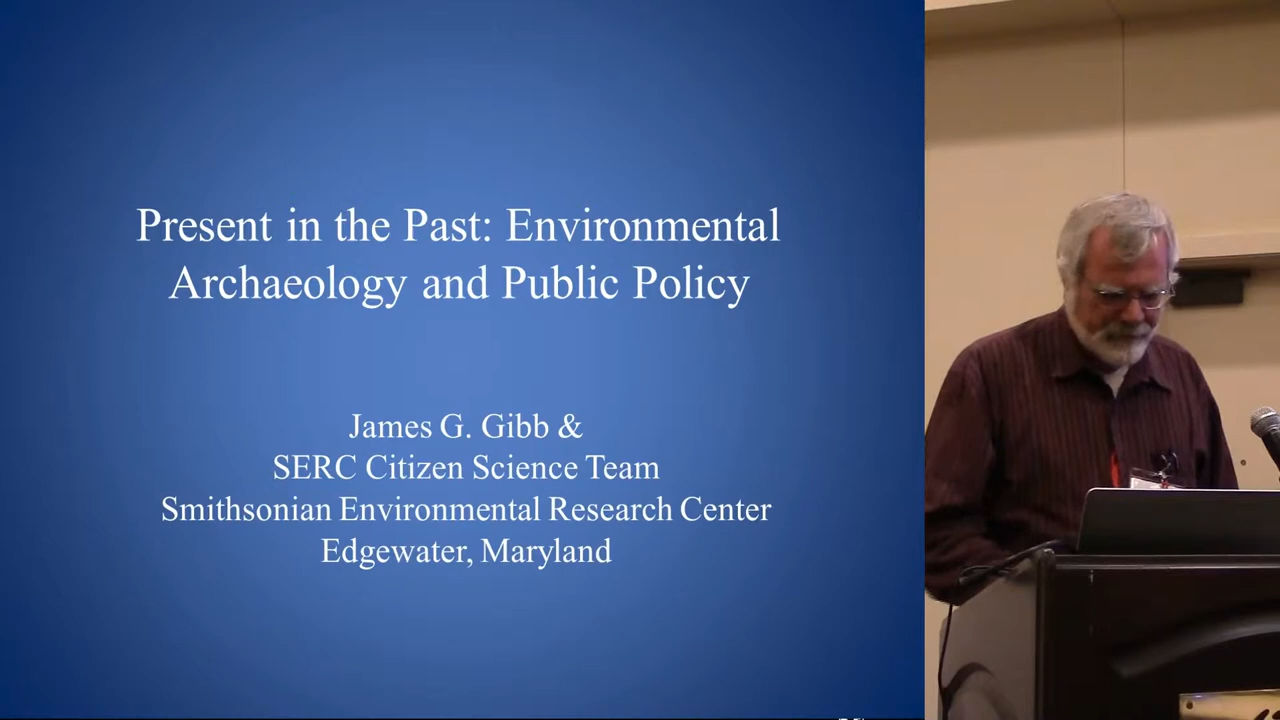 Present in the Past: Environmental
Archaeology and Public Policy
James G. Gibb &
SERC Citizen Science Team
Smithsonian Environmental Research Center
Edgewater, Maryland